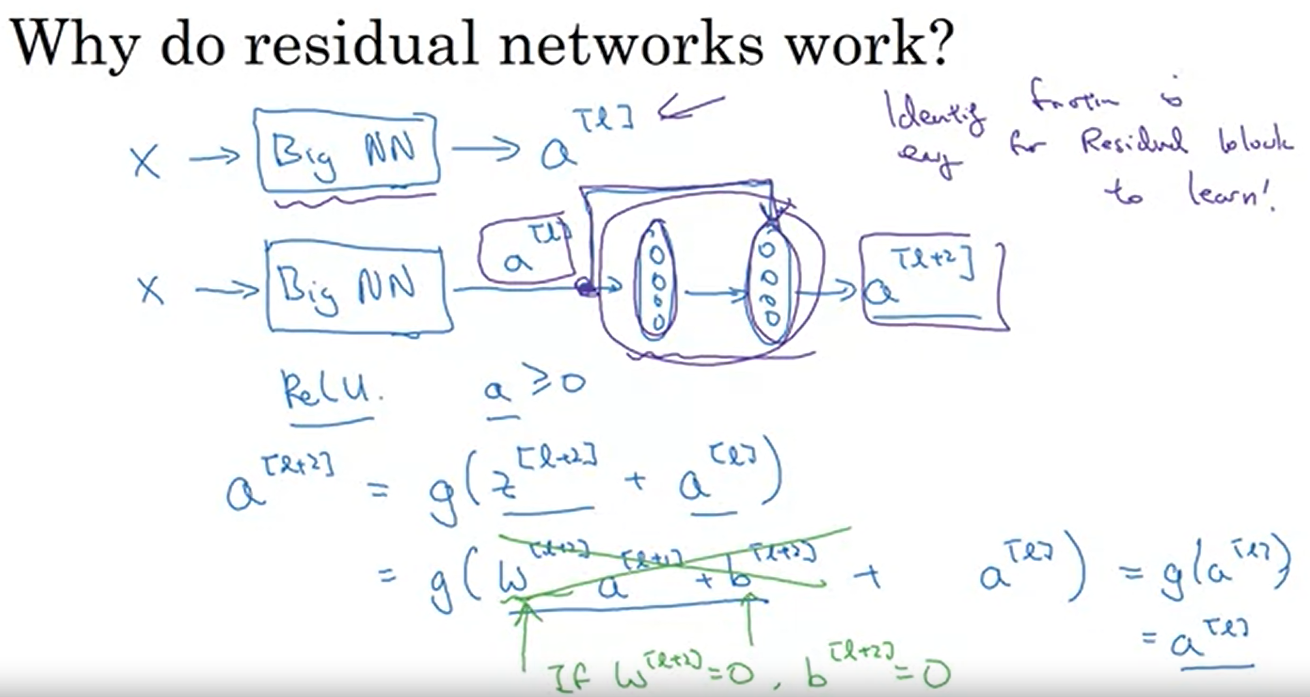 Why do residual networks work?
X → Big NN → a[l] ←
Identity function is
easy for Residual block
to learn!
X → Big NN a[l] → → a[l+2]
ReLU. a ≥ 0
a[l+2] = g(z[l+2] + a[l])
= g(W[l+2] a[l+1] + b[l+2] + a[l]) = g(a[l])
= a[l]
If W[l+2] = 0, b[l+2] = 0